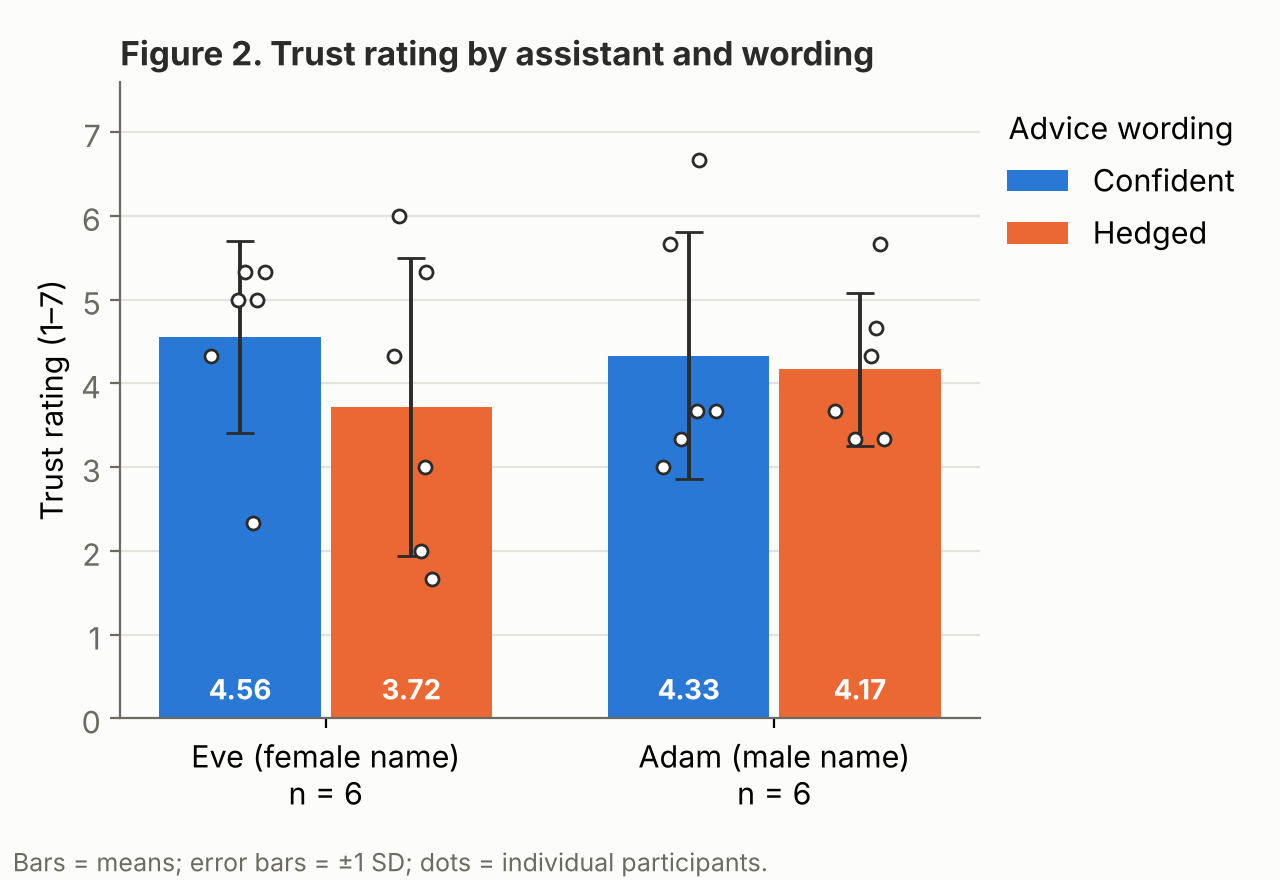 Figure 2. Trust rating by assistant and wording
Trust rating (1–7)
7
6
5
4
3
2
1
0
4.56
3.72
4.33
4.17
Eve (female name)
n = 6
Adam (male name)
n = 6
Advice wording
Confident
Hedged
Bars = means; error bars = ±1 SD; dots = individual participants.